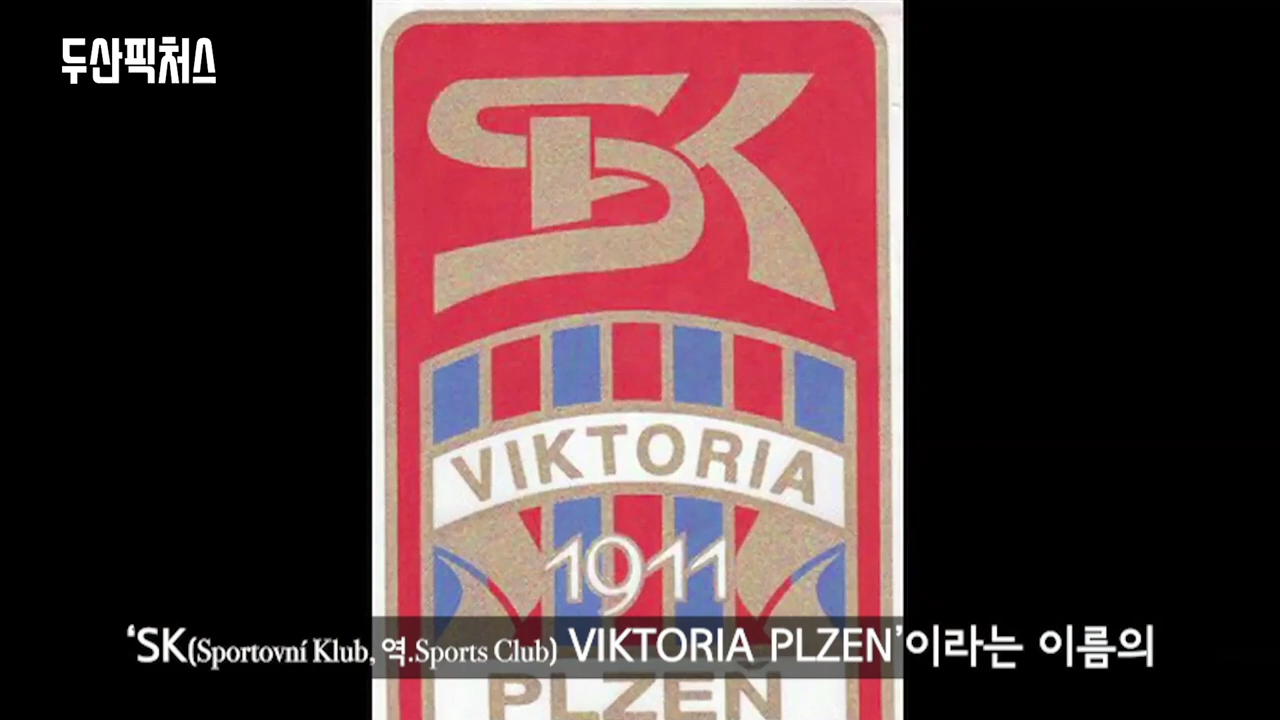 두산픽처스
SK
VIKTORIA
1911
‘SK(Sportovní Klub, 역.Sports Club) VIKTORIA PLZEN’이라는 이름의
PLZEŇ